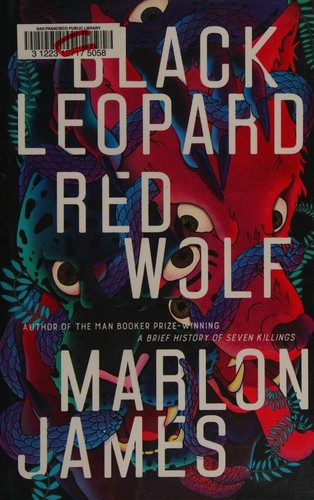 SAN FRANCISCO PUBLIC LIBRARY
BLACK
LEOPARD
RED
WOLF
AUTHOR OF THE MAN BOOKER PRIZE-WINNING
A BRIEF HISTORY OF SEVEN KILLINGS
MARLON
JAMES